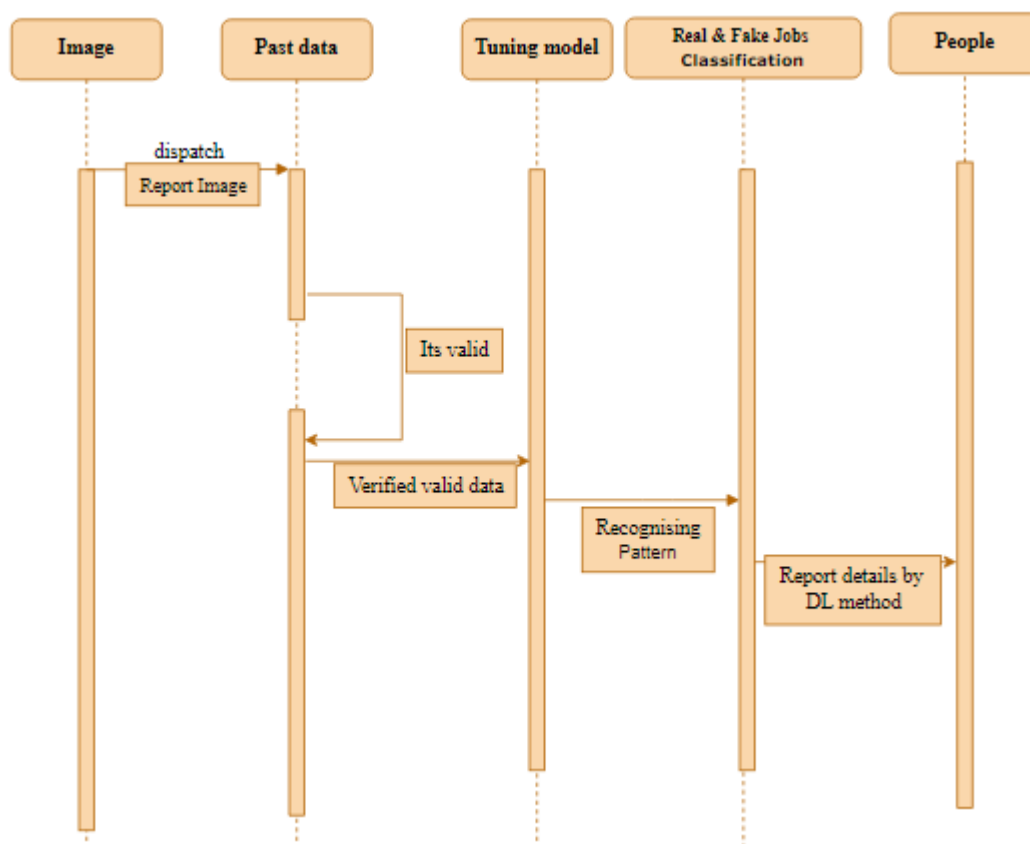 Image
Past data
Tuning model
Real & Fake Jobs
Classification
People
dispatch
Report Image
Its valid
Verified valid data
Recognising
Pattern
Report details by
DL method